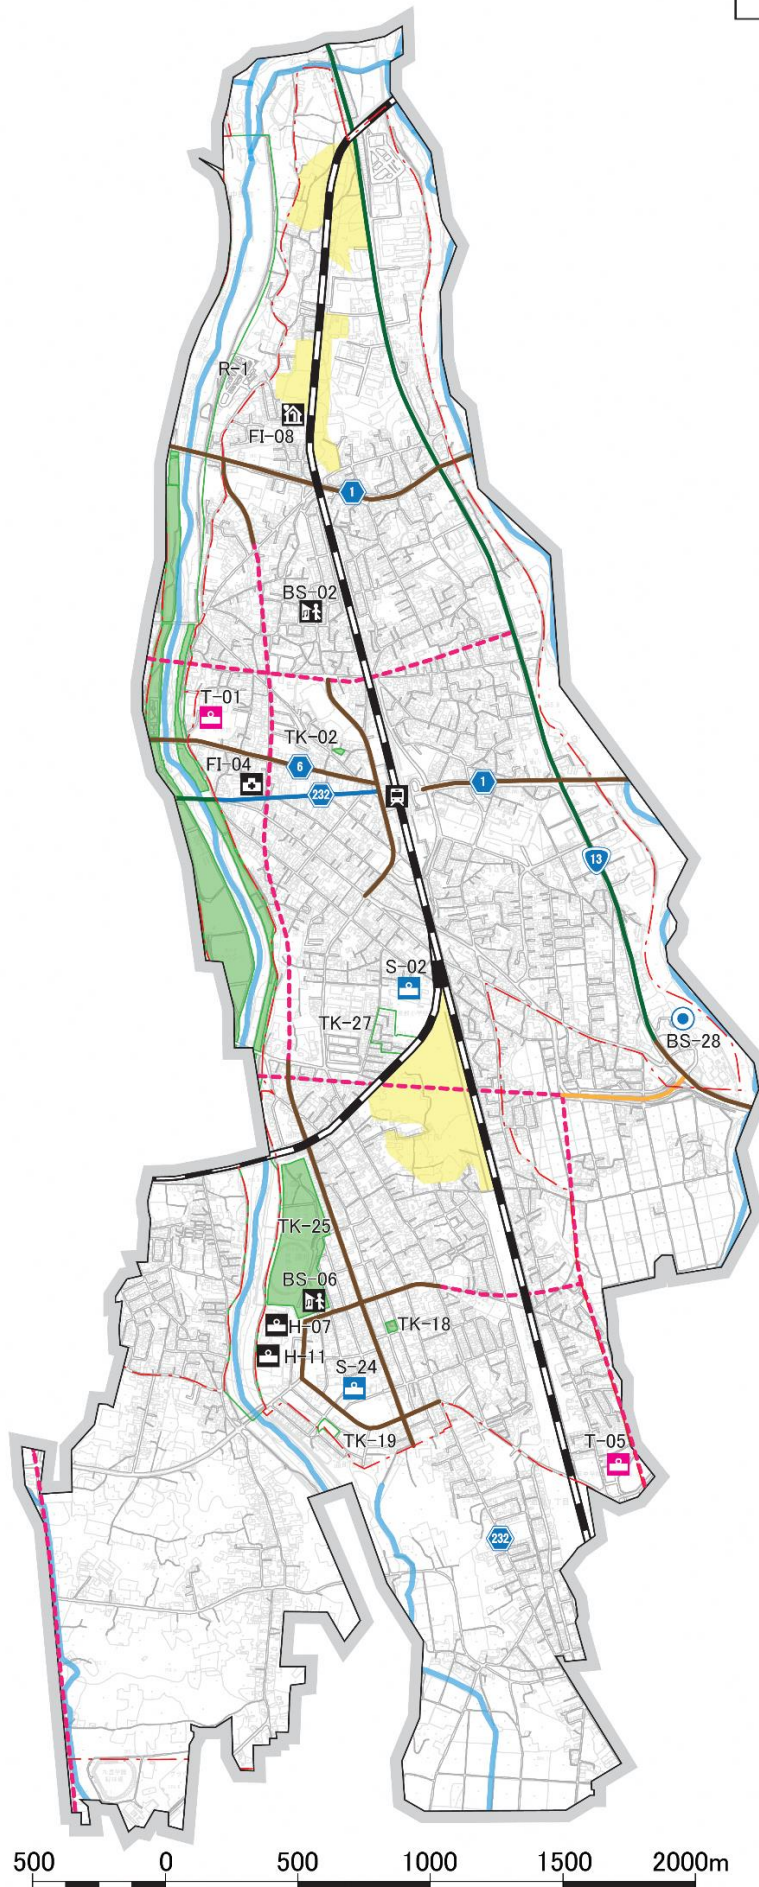 R-1
FI-08
1
BS-02
T-01
TK-02
6
FI-04
232
1
13
S-02
TK-27
BS-28
TK-25
BS-06
H-07
TK-18
H-11
S-24
TK-19
T-05
232
500 0 500 1000 1500 2000m